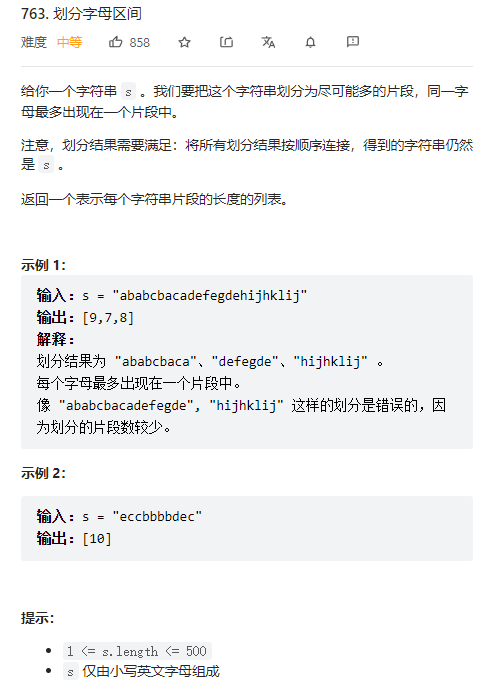 763. 划分字母区间
难度 中等 858
给你一个字符串 s 。我们要把这个字符串划分为尽可能多的片段，同一字
母最多出现在一个片段中。
注意，划分结果需要满足：将所有划分结果按顺序连接，得到的字符串仍然
是 s 。
返回一个表示每个字符串片段的长度的列表。
示例 1：
输入：s = "ababcbacadefegdehijhklij"
输出：[9,7,8]
解释：
划分结果为 "ababcbaca"、"defegde"、"hijhklij" 。
每个字母最多出现在一个片段中。
像 "ababcbacadefegde", "hijhklij" 这样的划分是错误的，因
为划分的片段数较少。
示例 2：
输入：s = "eccbbbbdec"
输出：[10]
提示：
1 <= s.length <= 500
s 仅由小写英文字母组成